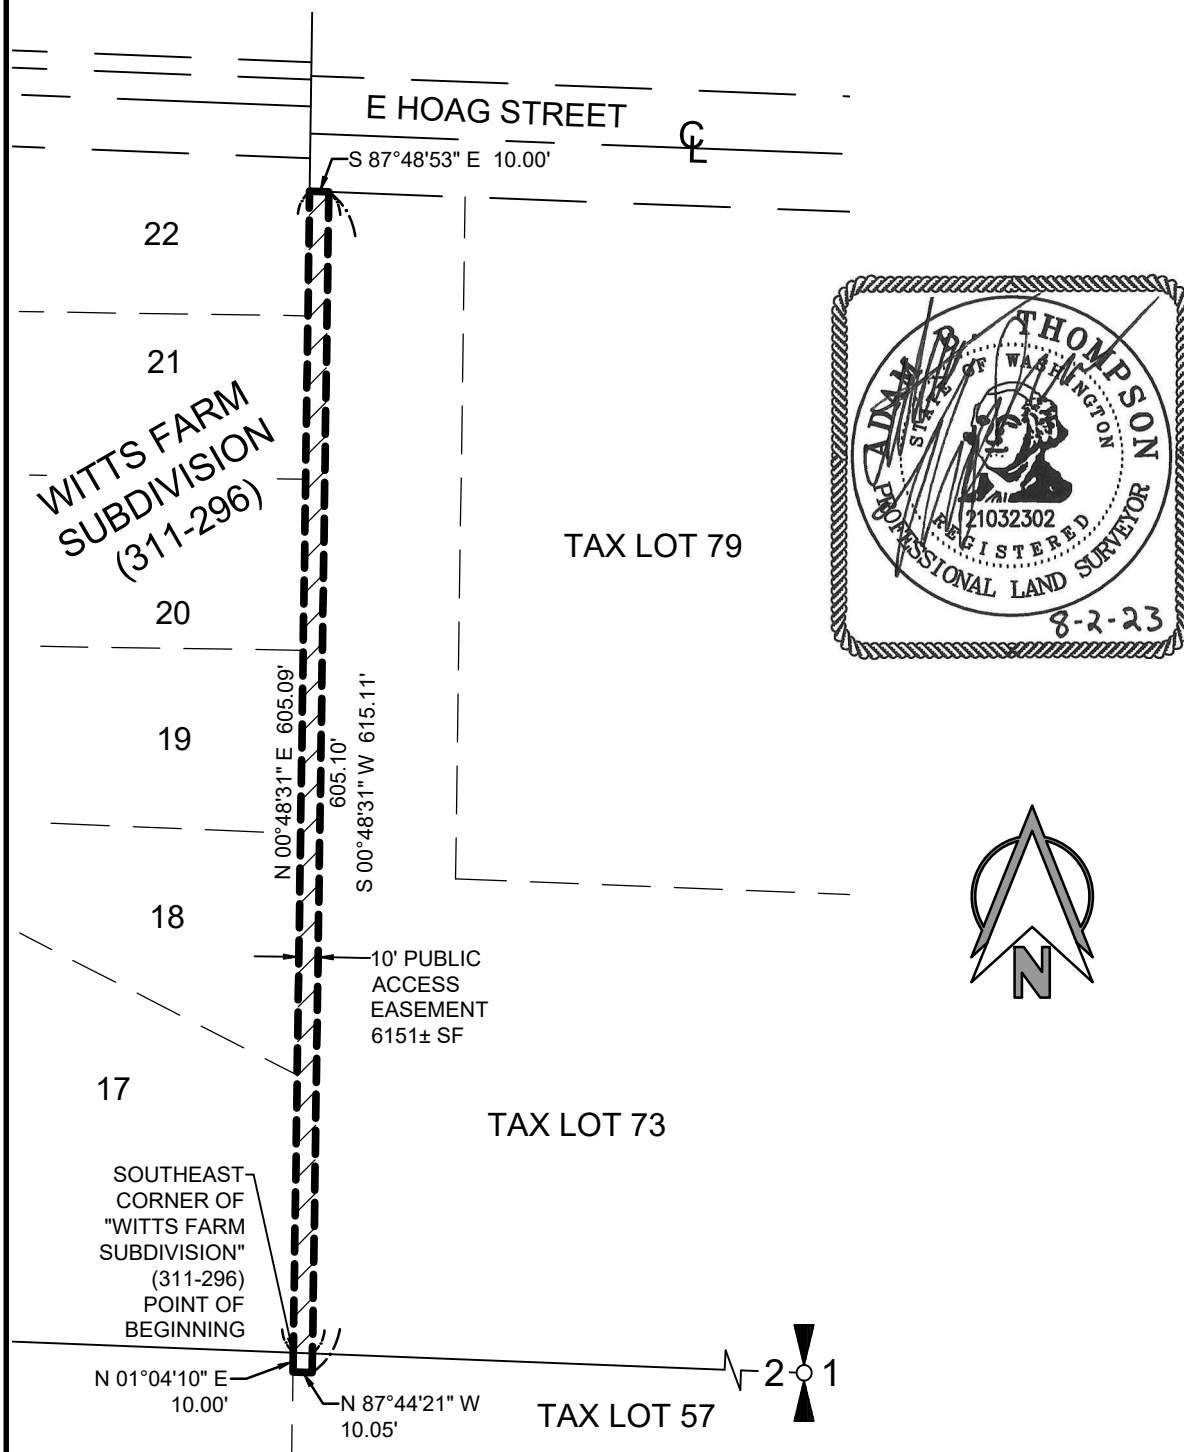 E HOAG STREET
CL
S 87°48'53" E  10.00'
22
21
WITTS FARM
SUBDIVISION
(311-296)
20
19
18
17
N 00°48'31" E  605.09'
605.10'
S 00°48'31" W  615.11'
TAX LOT 79
ADAM
THOMPSON
STATE OF WASHINGTON
21032302
REGISTERED
PROFESSIONAL LAND SURVEYOR
8-2-23
N
10' PUBLIC
ACCESS
EASEMENT
6151± SF
TAX LOT 73
SOUTHEAST
CORNER OF
"WITTS FARM
SUBDIVISION"
(311-296)
POINT OF
BEGINNING
N 01°04'10" E
10.00'
N 87°44'21" W
10.05'
2 1
TAX LOT 57